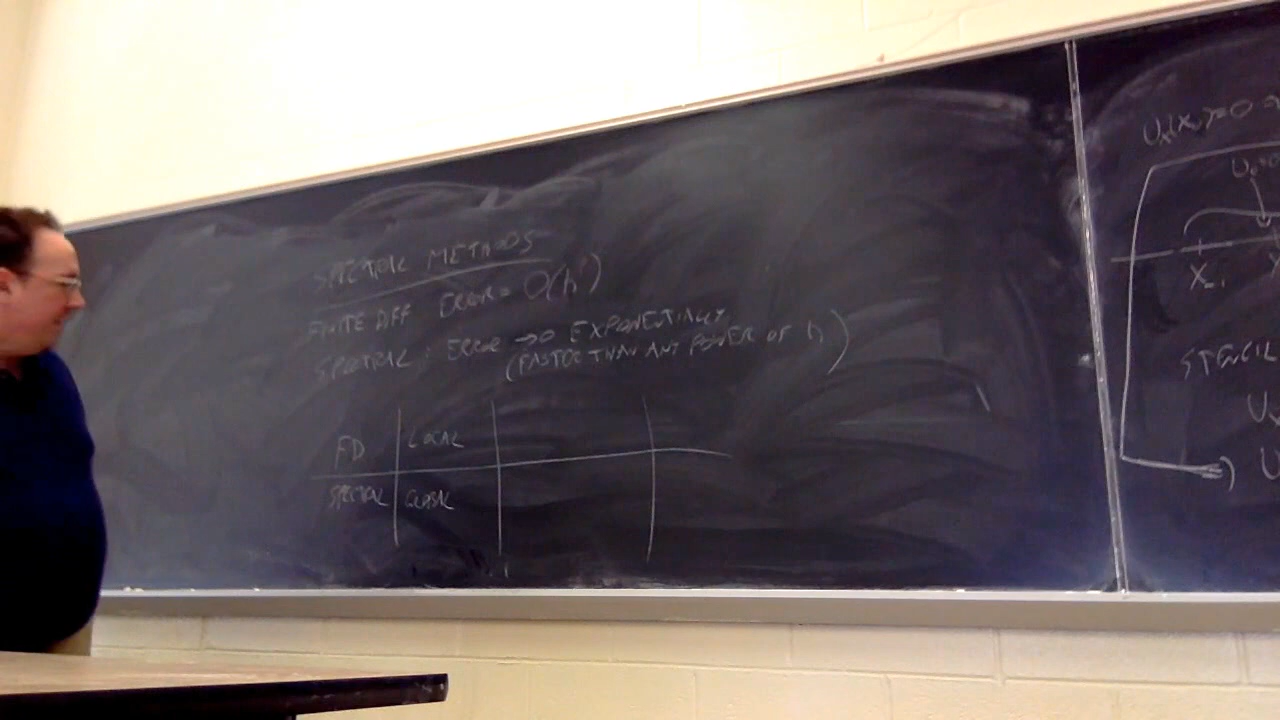 SPECTRAL METHODS
FINITE DIFF ERROR = O(h
SPECTRAL : ERROR → 0 EXPONENTIALLY
(FASTER THAN ANY POWER OF h)
FD LOCAL
SPECTRAL GLOBAL
=0
X₋₁
STENCIL